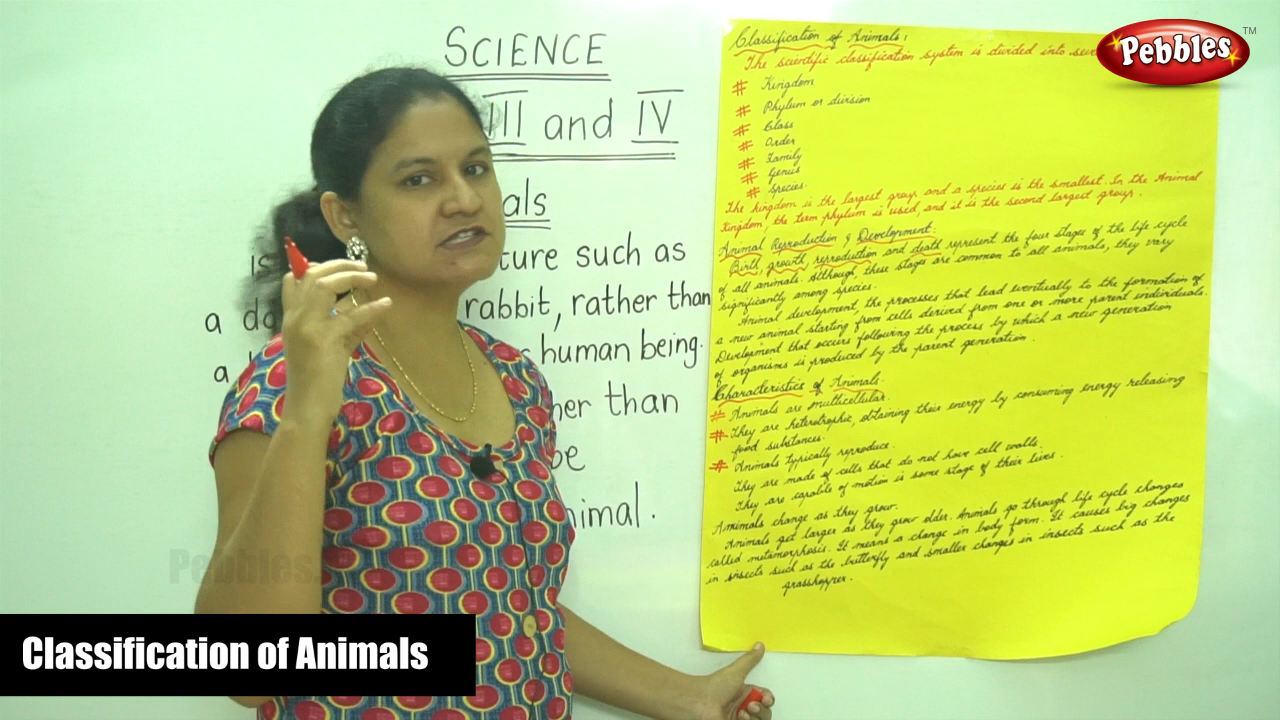 SCIENCE
III and IV
als
is ture such as
a do rabbit, rather than
a human being.
her than
be
nimal.
Classification of Animals:
The scientific classification system is divided into seve
# Kingdom
# Phylum or division
# Class
# Order
# Family
# Genus
# Species.
The kingdom is the largest group and a species is the smallest. In the Animal
Kingdom, the term phylum is used, and it is the second largest group.
Animal Reproduction & Development:
Birth, growth, reproduction and death represent the four stages of the life cycle
of all animals. Although, these stages are common to all animals, they vary
significantly among species.
Animal development, the processes that lead eventually to the formation of
a new animal starting from cells derived from one or more parent individuals.
Development that occurs following the process by which a new generation
of organisms is produced by the parent generation.
Characteristics of Animals.
# Animals are multicellular.
# They are heterotrophic, obtaining their energy by consuming energy releasing
food substances.
# Animals typically reproduce.
They are made of cells that do not have cell walls.
They are capable of motion in some stage of their lives.
Animals change as they grow.
Animals get larger as they grow older. Animals go through life cycle changes
called metamorphosis. It means a change in body form. It causes big changes
in insects such as the butterfly and smaller changes in insects such as the
grasshopper.
Pebbles TM
Pebbles
Classification of Animals